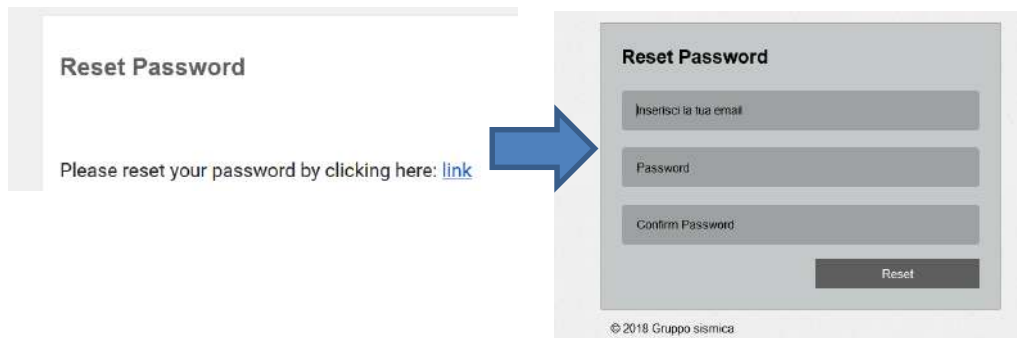 Reset Password
Please reset your password by clicking here: link
Reset Password
Inserisci la tua email
Password
Confirm Password
Reset
© 2018 Gruppo sismica